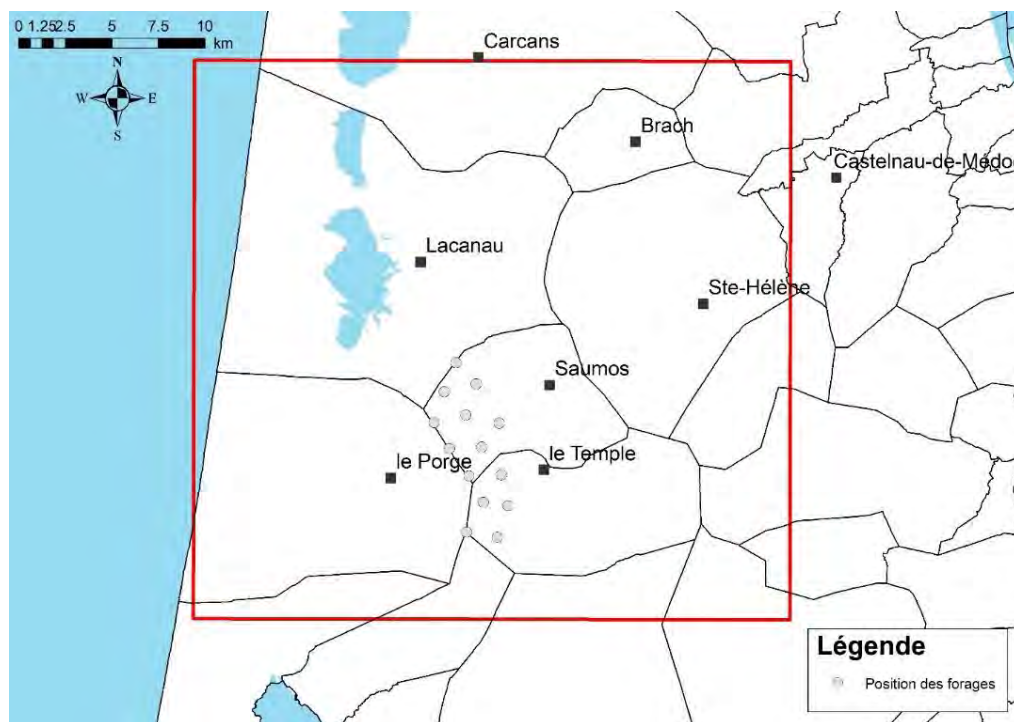 0 1.25 2.5 5 7.5 10
km
N
W E
S
Carcans
Brach
Castelnau-de-Médoc
Lacanau
Ste-Hélène
Saumos
le Temple
le Porge
Légende
Position des forages